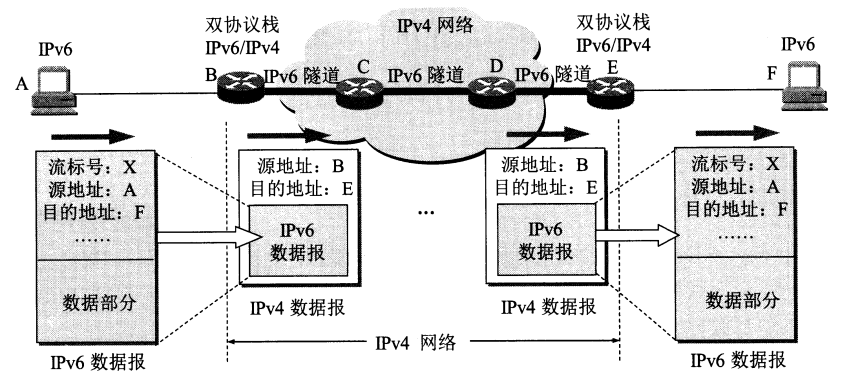 IPv4 网络
双协议栈
IPv6/IPv4
双协议栈
IPv6/IPv4
IPv6
IPv6
A
B
IPv6 隧道
C
IPv6 隧道
D
IPv6 隧道
E
F
流标号：X
源地址：A
目的地址：F
……
数据部分
IPv6 数据报
源地址：B
目的地址：E
IPv6
数据报
IPv4 数据报
...
源地址：B
目的地址：E
IPv6
数据报
IPv4 数据报
流标号：X
源地址：A
目的地址：F
……
数据部分
IPv6 数据报
IPv4 网络